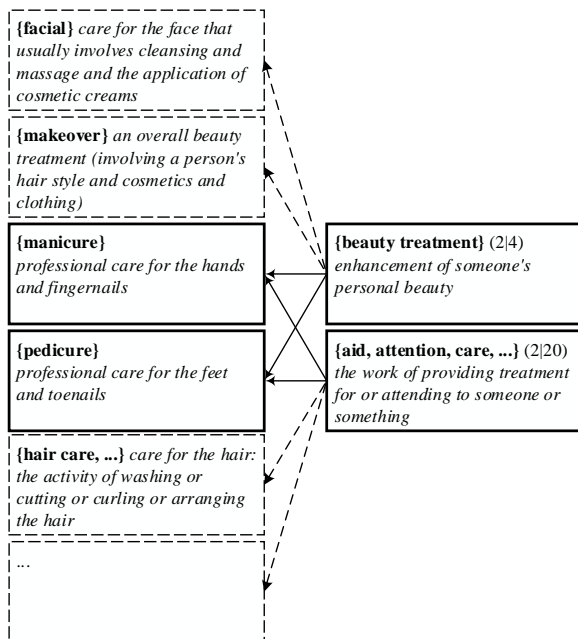 {facial} care for the face that
usually involves cleansing and
massage and the application of
cosmetic creams
{makeover} an overall beauty
treatment (involving a person's
hair style and cosmetics and
clothing)
{manicure}
professional care for the hands
and fingernails
{pedicure}
professional care for the feet
and toenails
{hair care, ...} care for the hair:
the activity of washing or
cutting or curling or arranging
the hair
...
{beauty treatment} (2|4)
enhancement of someone's
personal beauty
{aid, attention, care, ...} (2|20)
the work of providing treatment
for or attending to someone or
something